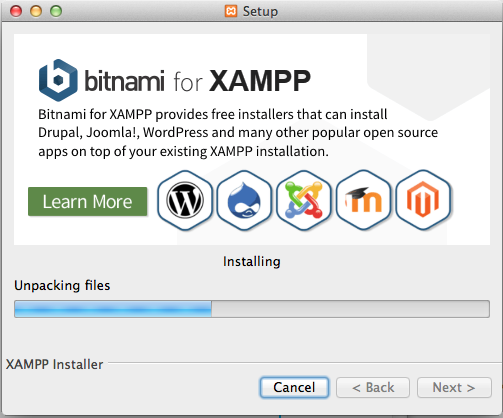 Setup
bitnami for XAMPP
Bitnami for XAMPP provides free installers that can install
Drupal, Joomla!, WordPress and many other popular open source
apps on top of your existing XAMPP installation.
Learn More
Installing
Unpacking files
XAMPP Installer
Cancel
< Back
Next >